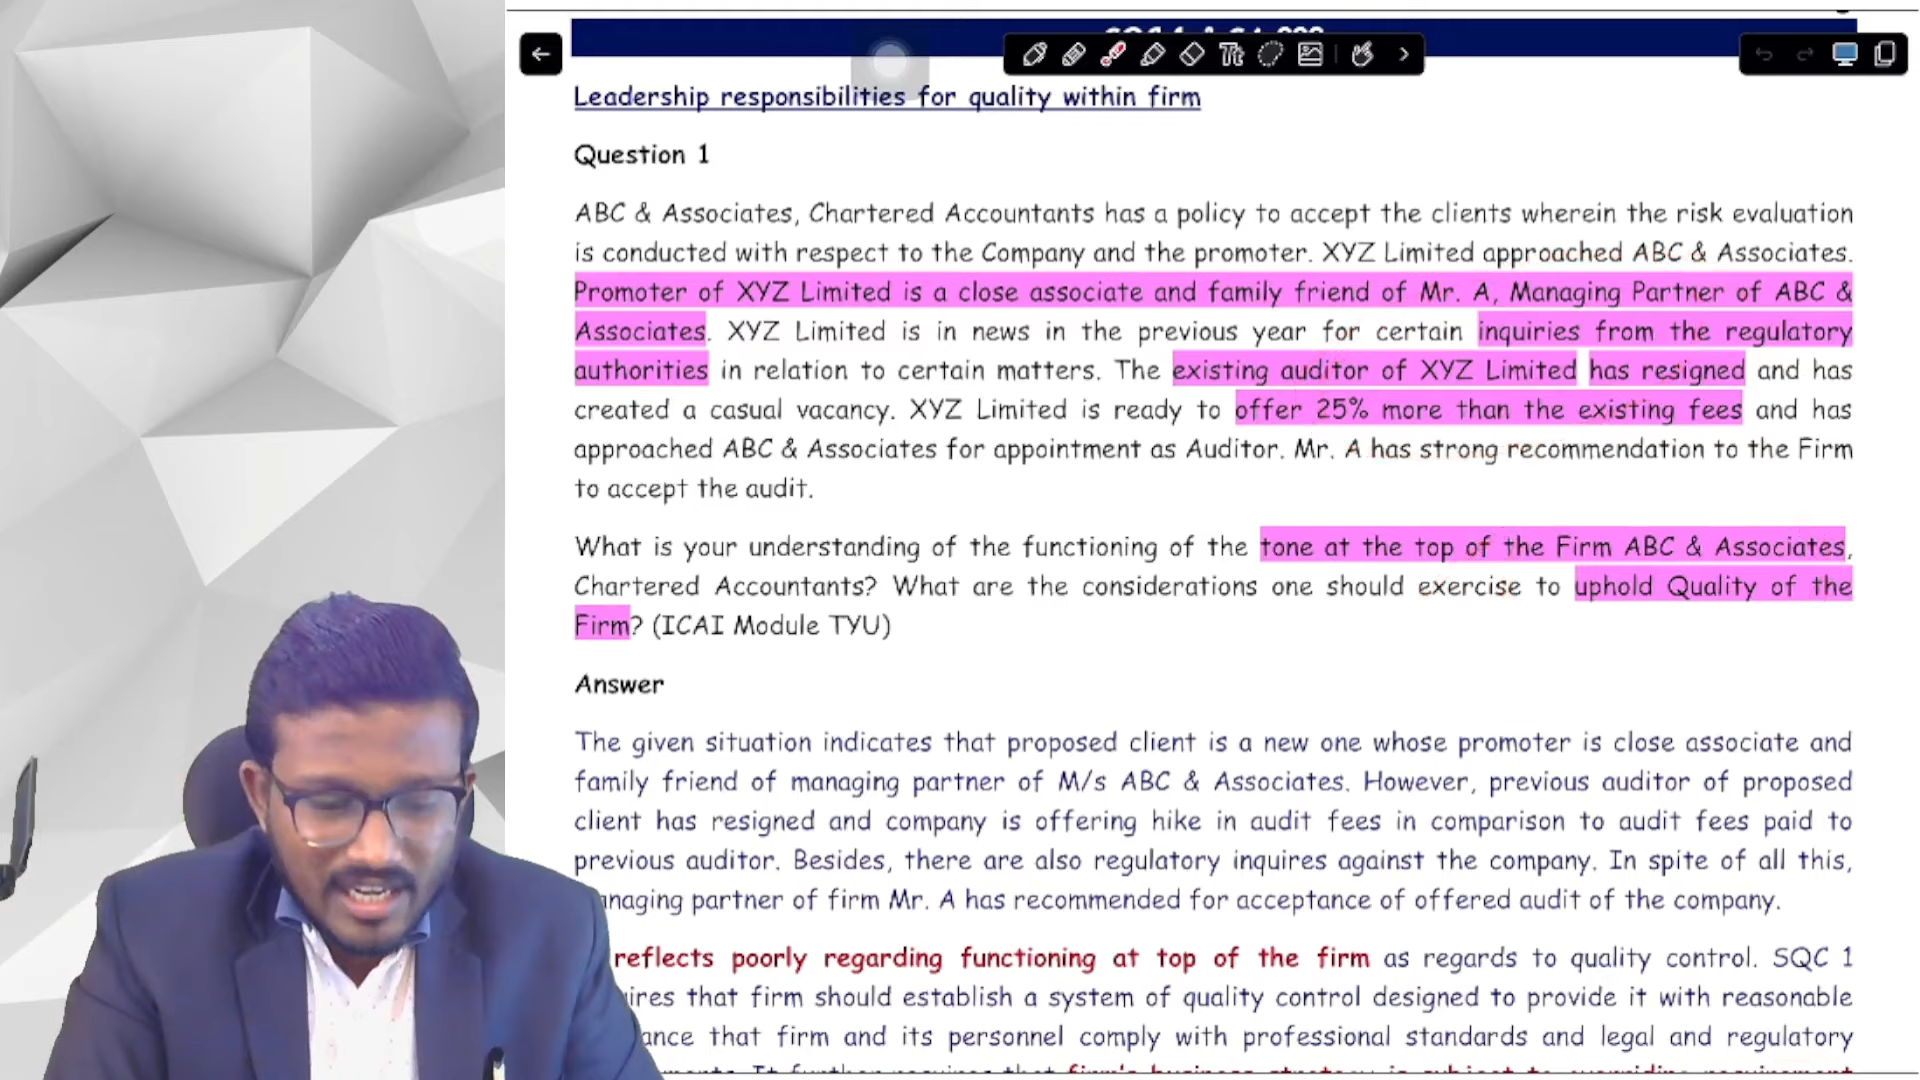 Leadership responsibilities for quality within firm
Question 1
ABC & Associates, Chartered Accountants has a policy to accept the clients wherein the risk evaluation
is conducted with respect to the Company and the promoter. XYZ Limited approached ABC & Associates.
Promoter of XYZ Limited is a close associate and family friend of Mr. A, Managing Partner of ABC &
Associates. XYZ Limited is in news in the previous year for certain inquiries from the regulatory
authorities in relation to certain matters. The existing auditor of XYZ Limited has resigned and has
created a casual vacancy. XYZ Limited is ready to offer 25% more than the existing fees and has
approached ABC & Associates for appointment as Auditor. Mr. A has strong recommendation to the Firm
to accept the audit.
What is your understanding of the functioning of the tone at the top of the Firm ABC & Associates,
Chartered Accountants? What are the considerations one should exercise to uphold Quality of the
Firm? (ICAI Module TYU)
Answer
The given situation indicates that proposed client is a new one whose promoter is close associate and
family friend of managing partner of M/s ABC & Associates. However, previous auditor of proposed
client has resigned and company is offering hike in audit fees in comparison to audit fees paid to
previous auditor. Besides, there are also regulatory inquires against the company. In spite of all this,
anaging partner of firm Mr. A has recommended for acceptance of offered audit of the company.
reflects poorly regarding functioning at top of the firm as regards to quality control. SQC 1
ires that firm should establish a system of quality control designed to provide it with reasonable
ance that firm and its personnel comply with professional standards and legal and regulatory
It further requires that firm's business strategy is subject to overriding requirement